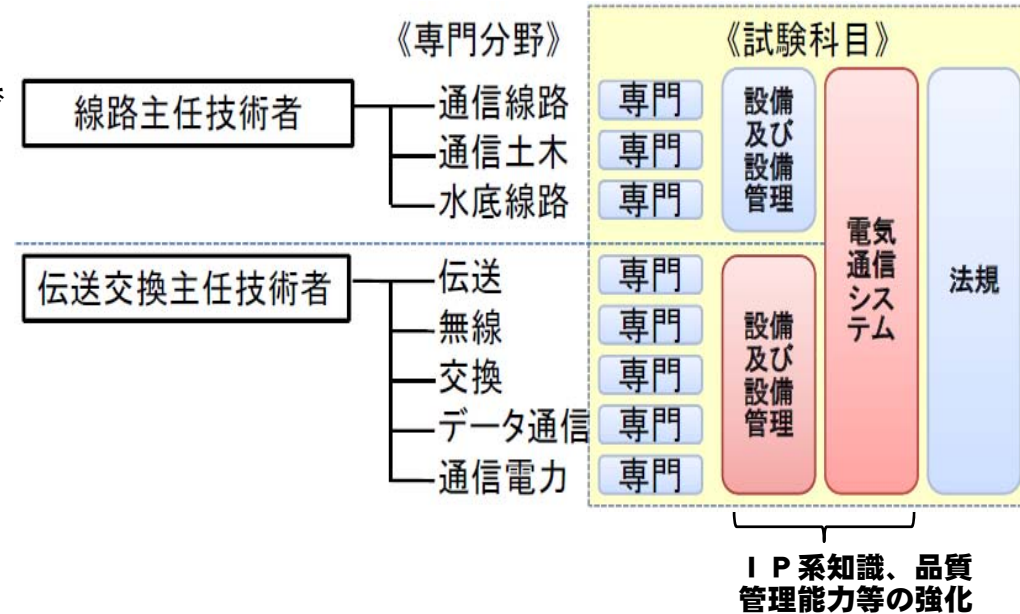 《専門分野》
《試験科目》
線路主任技術者
通信線路
専門
通信土木
専門
水底線路
専門
設備
及び
設備
管理
伝送交換主任技術者
伝送
専門
無線
専門
交換
専門
データ通信
専門
通信電力
専門
設備
及び
設備
管理
電気
通信
シス
テム
法規
ＩＰ系知識、品質
管理能力等の強化